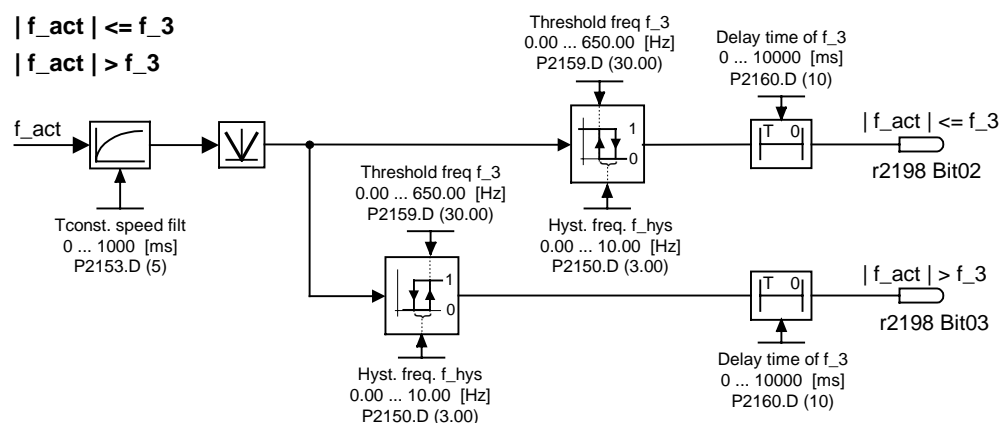 | f_act | <= f_3
| f_act | > f_3
Threshold freq f_3
0.00 ... 650.00 [Hz]
P2159.D (30.00)
Delay time of f_3
0 ... 10000 [ms]
P2160.D (10)
f_act
1
0
T 0
| f_act | <= f_3
r2198 Bit02
Tconst. speed filt
0 ... 1000 [ms]
P2153.D (5)
Threshold freq f_3
0.00 ... 650.00 [Hz]
P2159.D (30.00)
Hyst. freq. f_hys
0.00 ... 10.00 [Hz]
P2150.D (3.00)
1
0
T 0
| f_act | > f_3
r2198 Bit03
Hyst. freq. f_hys
0.00 ... 10.00 [Hz]
P2150.D (3.00)
Delay time of f_3
0 ... 10000 [ms]
P2160.D (10)